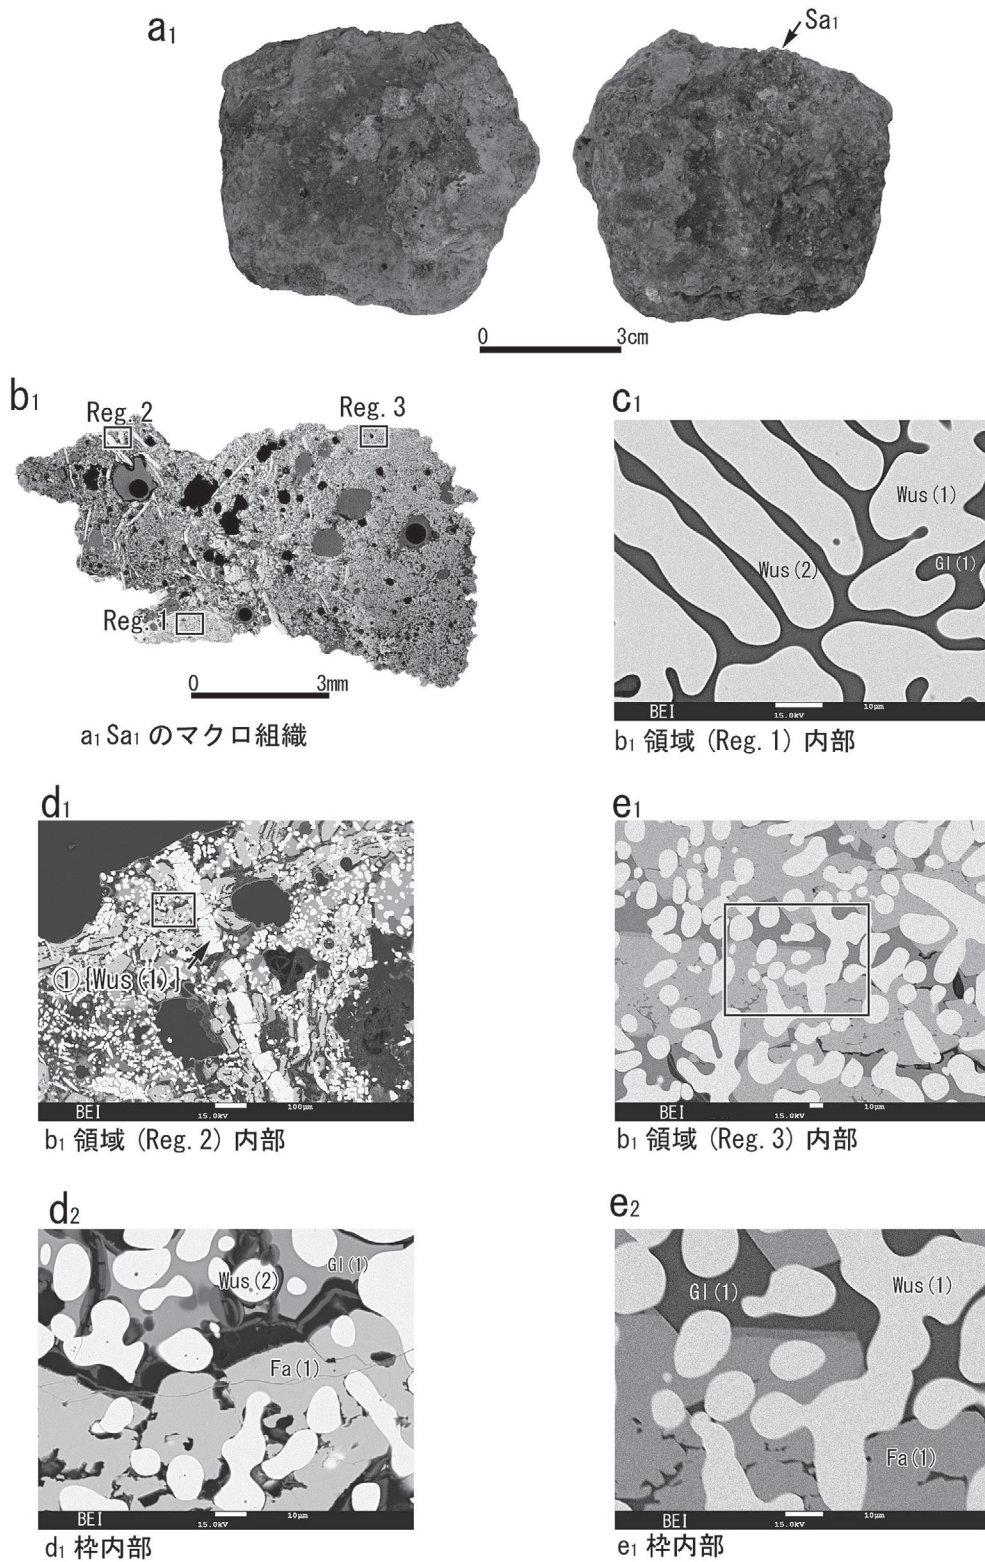 a1
Sa1
0 3cm
b1
Reg. 2
Reg. 3
Reg. 1
0 3mm
a1 Sa1 のマクロ組織
c1
Wus(1)
Wus(2)
Gl(1)
BEI 15.0kV 10μm
b1 領域 (Reg. 1) 内部
d1
①{Wus(1)}
BEI 15.0kV 100μm
b1 領域 (Reg. 2) 内部
e1
BEI 15.0kV 10μm
b1 領域 (Reg. 3) 内部
d2
Gl(1)
Wus(2)
Fa(1)
BEI 15.0kV 10μm
d1 枠内部
e2
Gl(1)
Wus(1)
Fa(1)
BEI 15.0kV 10μm
e1 枠内部